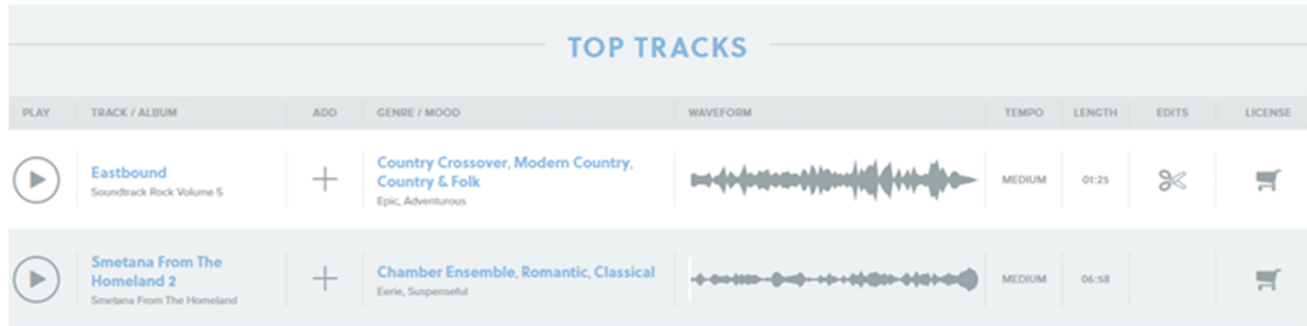 TOP TRACKS
PLAY TRACK / ALBUM ADD GENRE / MOOD WAVEFORM TEMPO LENGTH EDITS LICENSE
Eastbound
Soundtrack Rock Volume 5
Country Crossover, Modern Country,
Country & Folk
Epic, Adventurous
MEDIUM 01:25
Smetana From The
Homeland 2
Smetana From The Homeland
Chamber Ensemble, Romantic, Classical
Eerie, Suspenseful
MEDIUM 06:58